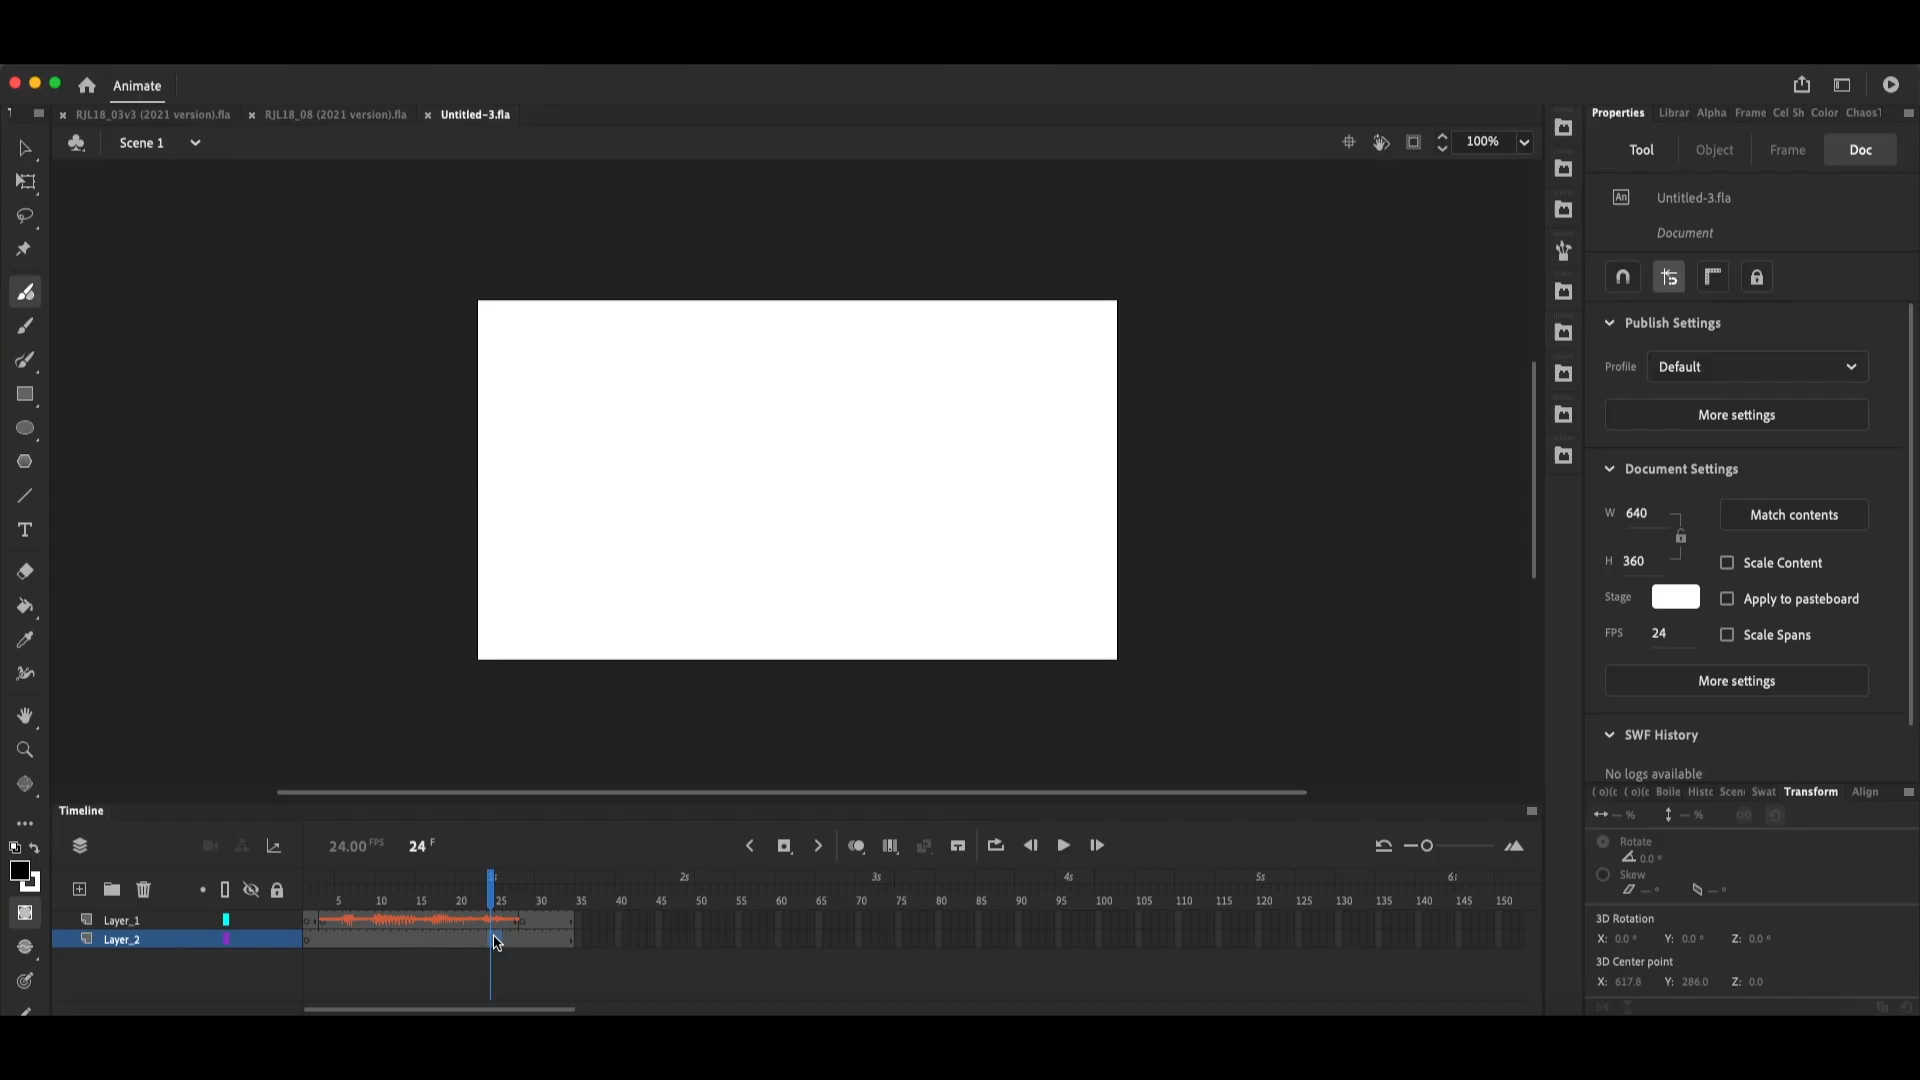 Animate
RJL18_03v3 (2021 version).fla
RJL18_08 (2021 version).fla
Untitled-3.fla
Scene 1
100%
Properties Librar Alpha Frame Cel Sh Color Chaos
Tool Object Frame Doc
An
Untitled-3.fla
Document
Publish Settings
Profile Default
More settings
Document Settings
W 640
Match contents
H 360
Scale Content
Stage
Apply to pasteboard
FPS 24
Scale Spans
More settings
SWF History
No logs available
Boile Histc Scen Swat Transform Align
% %
Rotate
0.0 °
Skew
3D Rotation
X: 0.0 ° Y: 0.0 ° Z: 0.0 °
3D Center point
X: 617.8 Y: 286.0 Z: 0.0
Timeline
24.00 FPS 24 F
2s 3s 4s 5s
5 10 15 20 25 30 35 40 45 50 55 60 65 70 75 80 85 90 95 100 105 110 115 120 125 130 135 140 145 150
Layer_1
Layer_2